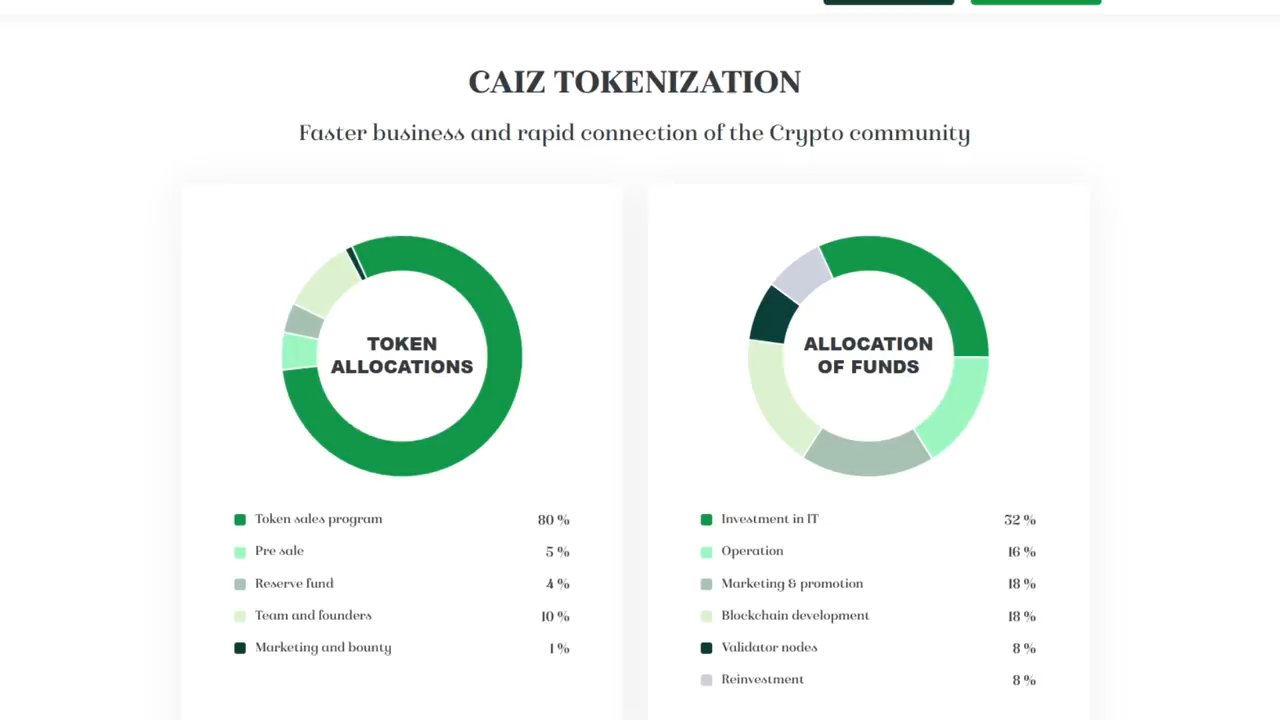 CAIZ TOKENIZATION
Faster business and rapid connection of the Crypto community
TOKEN
ALLOCATIONS
Token sales program 80 %
Pre sale 5 %
Reserve fund 4 %
Team and founders 10 %
Marketing and bounty 1 %
ALLOCATION
OF FUNDS
Investment in IT 32 %
Operation 16 %
Marketing & promotion 18 %
Blockchain development 18 %
Validator nodes 8 %
Reinvestment 8 %